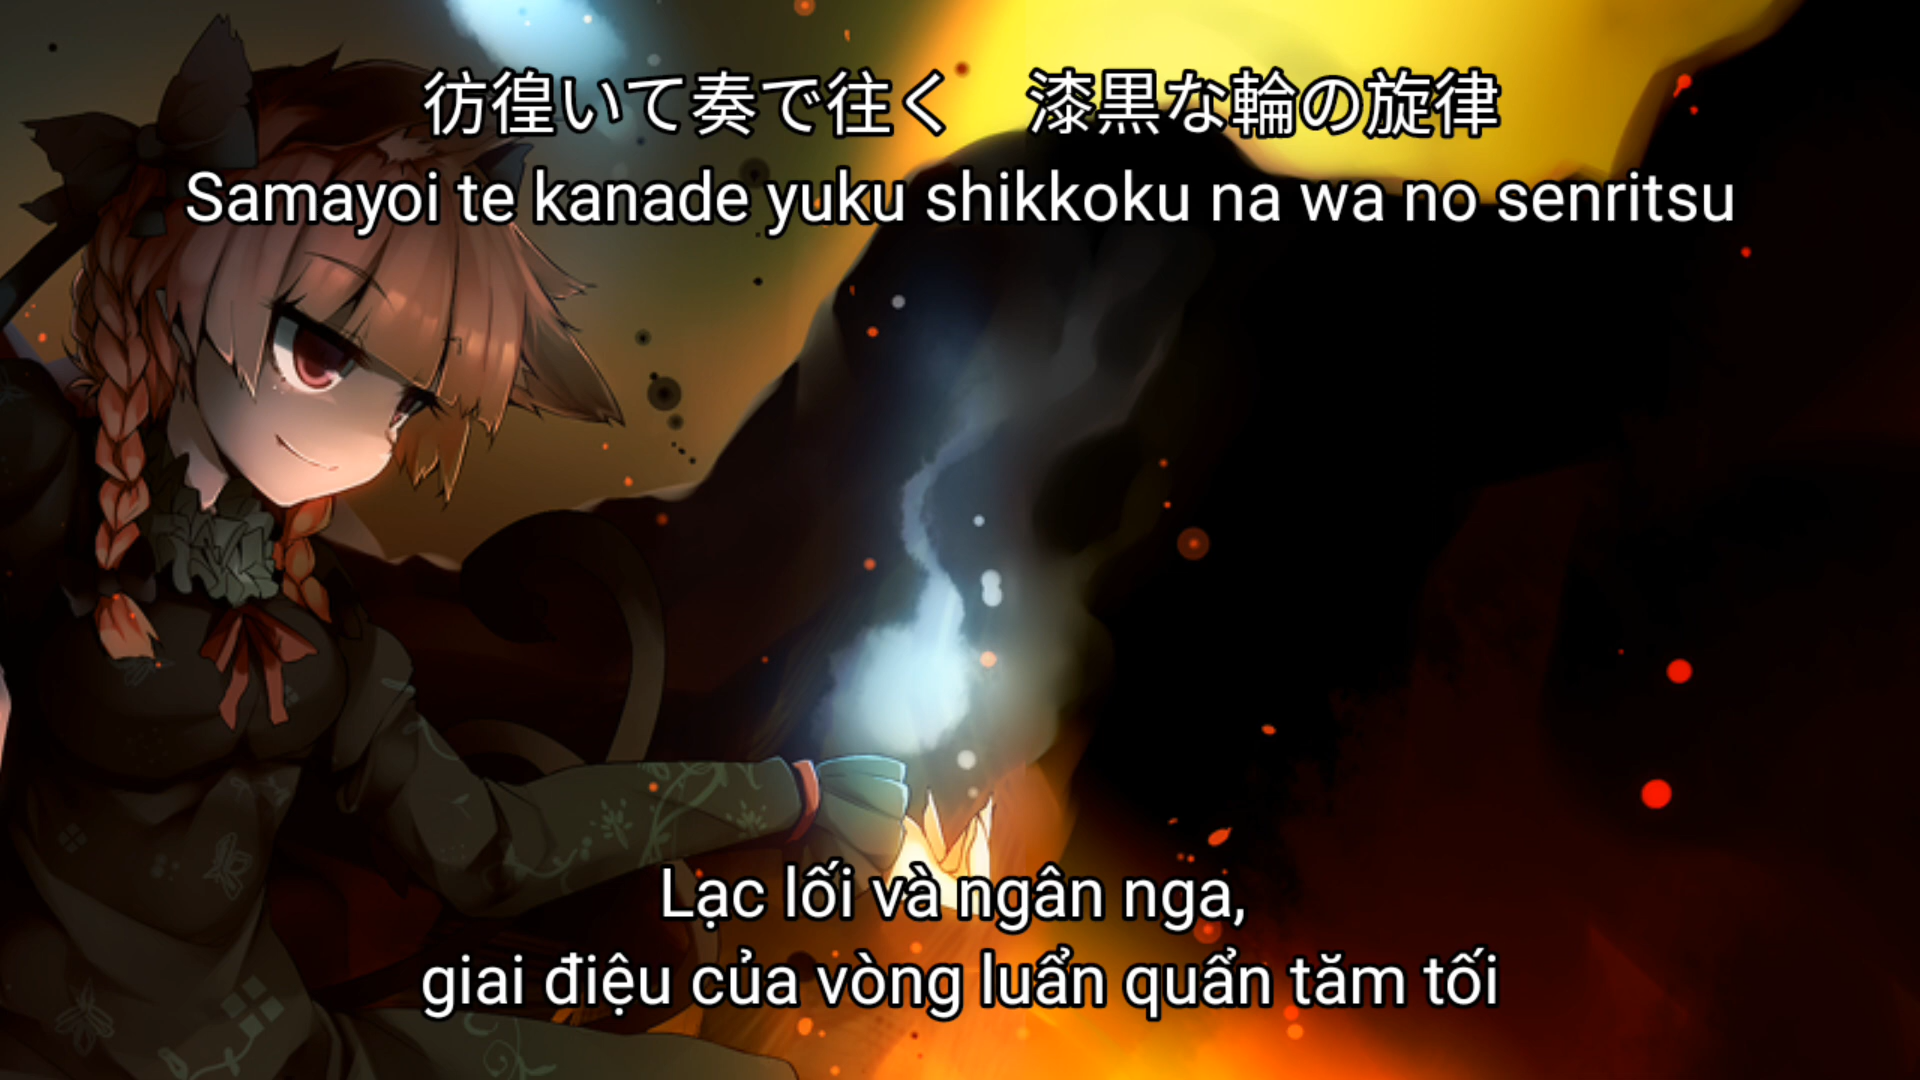 彷徨いて奏で往く　漆黒な輪の旋律
Samayoi te kanade yuku shikkoku na wa no senritsu
Lạc lối và ngân nga,
giai điệu của vòng luẩn quẩn tăm tối